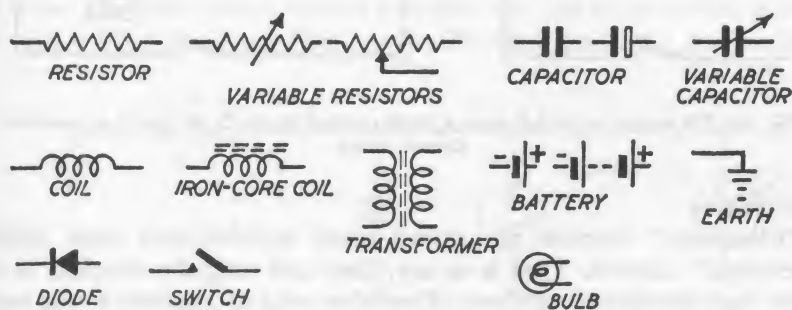 RESISTOR
VARIABLE RESISTORS
CAPACITOR
VARIABLE
CAPACITOR
COIL
IRON-CORE COIL
TRANSFORMER
- + - +
BATTERY
EARTH
DIODE
SWITCH
BULB